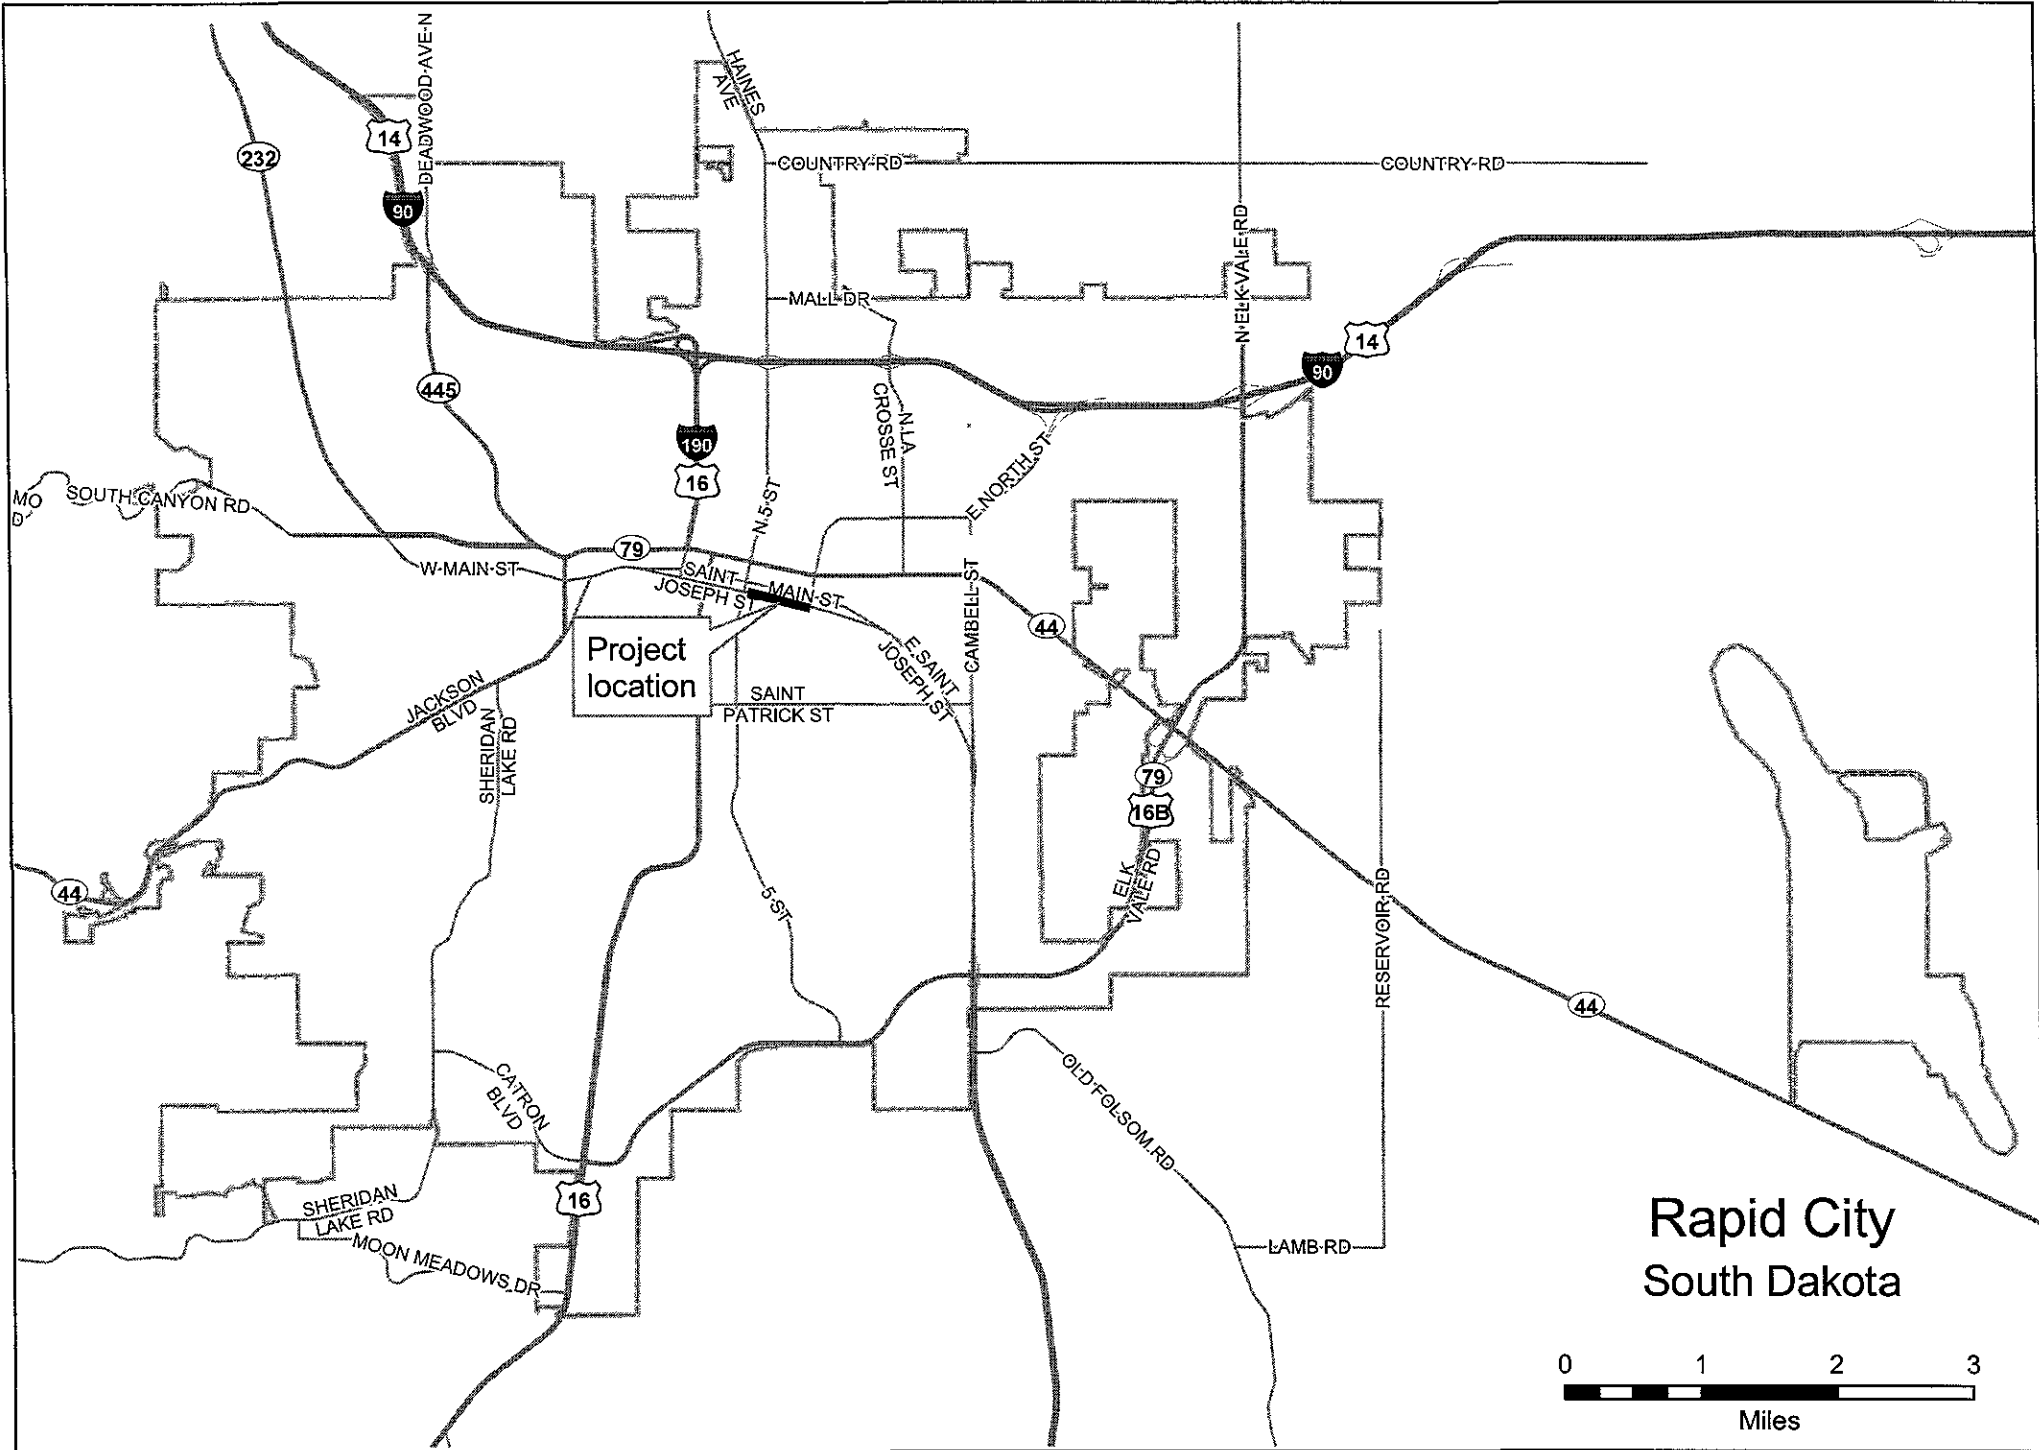 DEADWOOD AVE N
HAINES
AVE
14
232
COUNTRY RD
COUNTRY RD
90
N ELK VALE RD
MALL DR
14
90
445
190
N LA
CROSSE ST
16
E NORTH ST
MO
D
SOUTH CANYON RD
N 5 ST
79
W MAIN ST
SAINT
JOSEPH ST
MAIN ST
CAMBELL ST
44
Project
location
E SAINT
JOSEPH ST
JACKSON
BLVD
SAINT
PATRICK ST
SHERIDAN
LAKE RD
79
16B
ELK
VALE RD
44
5 ST
RESERVOIR RD
44
CATRON
BLVD
OLD FOLSOM RD
16
SHERIDAN
LAKE RD
MOON MEADOWS DR
LAMB RD
Rapid City
South Dakota
0 1 2 3
Miles